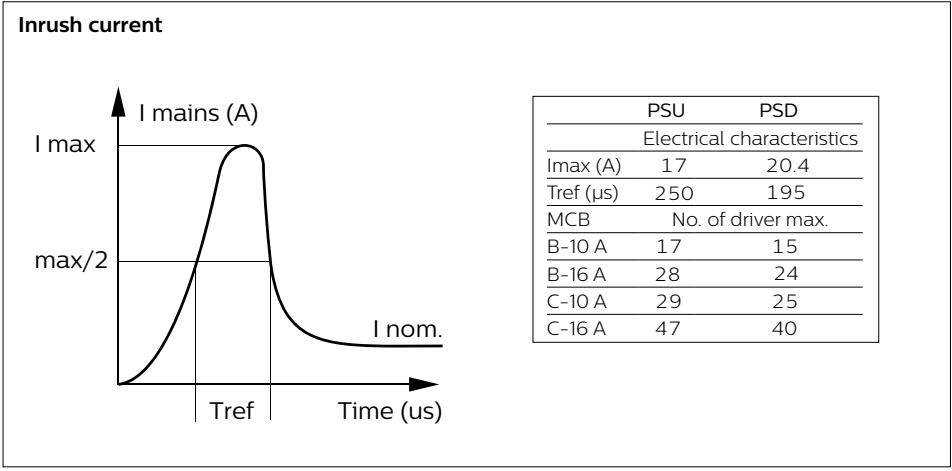 Inrush current
I mains (A)
I max
max/2
I nom.
Tref
Time (us)
PSU PSD
Electrical characteristics
Imax (A) 17 20.4
Tref (µs) 250 195
MCB No. of driver max.
B-10 A 17 15
B-16 A 28 24
C-10 A 29 25
C-16 A 47 40